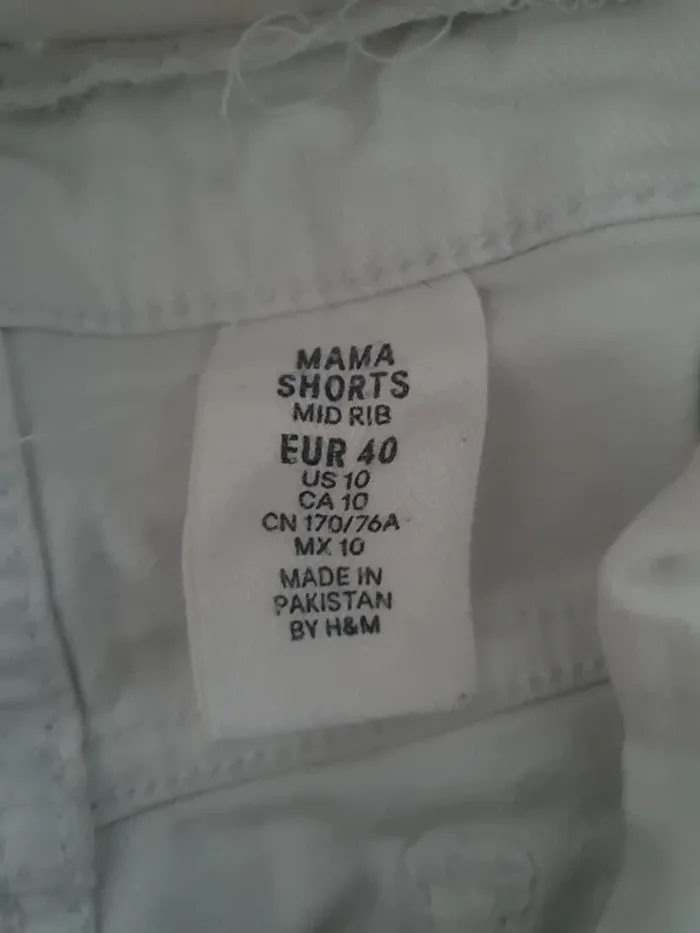 MAMA
SHORTS
MID RIB
EUR 40
US 10
CA 10
CN 170/76A
MX 10
MADE IN
PAKISTAN
BY H&M